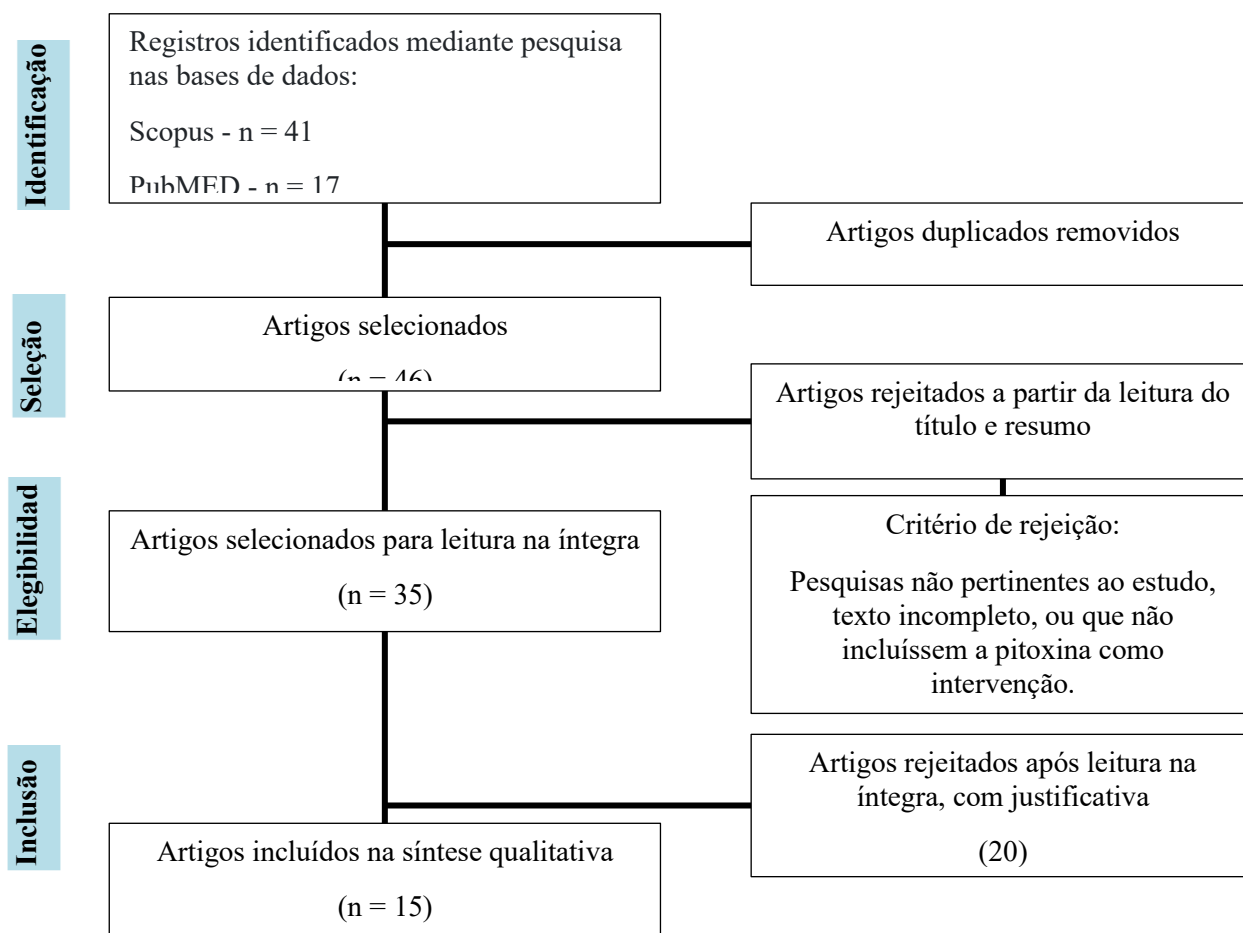 Identificação
Registros identificados mediante pesquisa
nas bases de dados:
Scopus - n = 41
PubMED - n = 17
Artigos duplicados removidos
Seleção
Artigos selecionados
(n = 46)
Artigos rejeitados a partir da leitura do
título e resumo
Elegibilidad
Artigos selecionados para leitura na íntegra
(n = 35)
Critério de rejeição:
Pesquisas não pertinentes ao estudo,
texto incompleto, ou que não
incluíssem a pitoxina como
intervenção.
Inclusão
Artigos rejeitados após leitura na
íntegra, com justificativa
(20)
Artigos incluídos na síntese qualitativa
(n = 15)